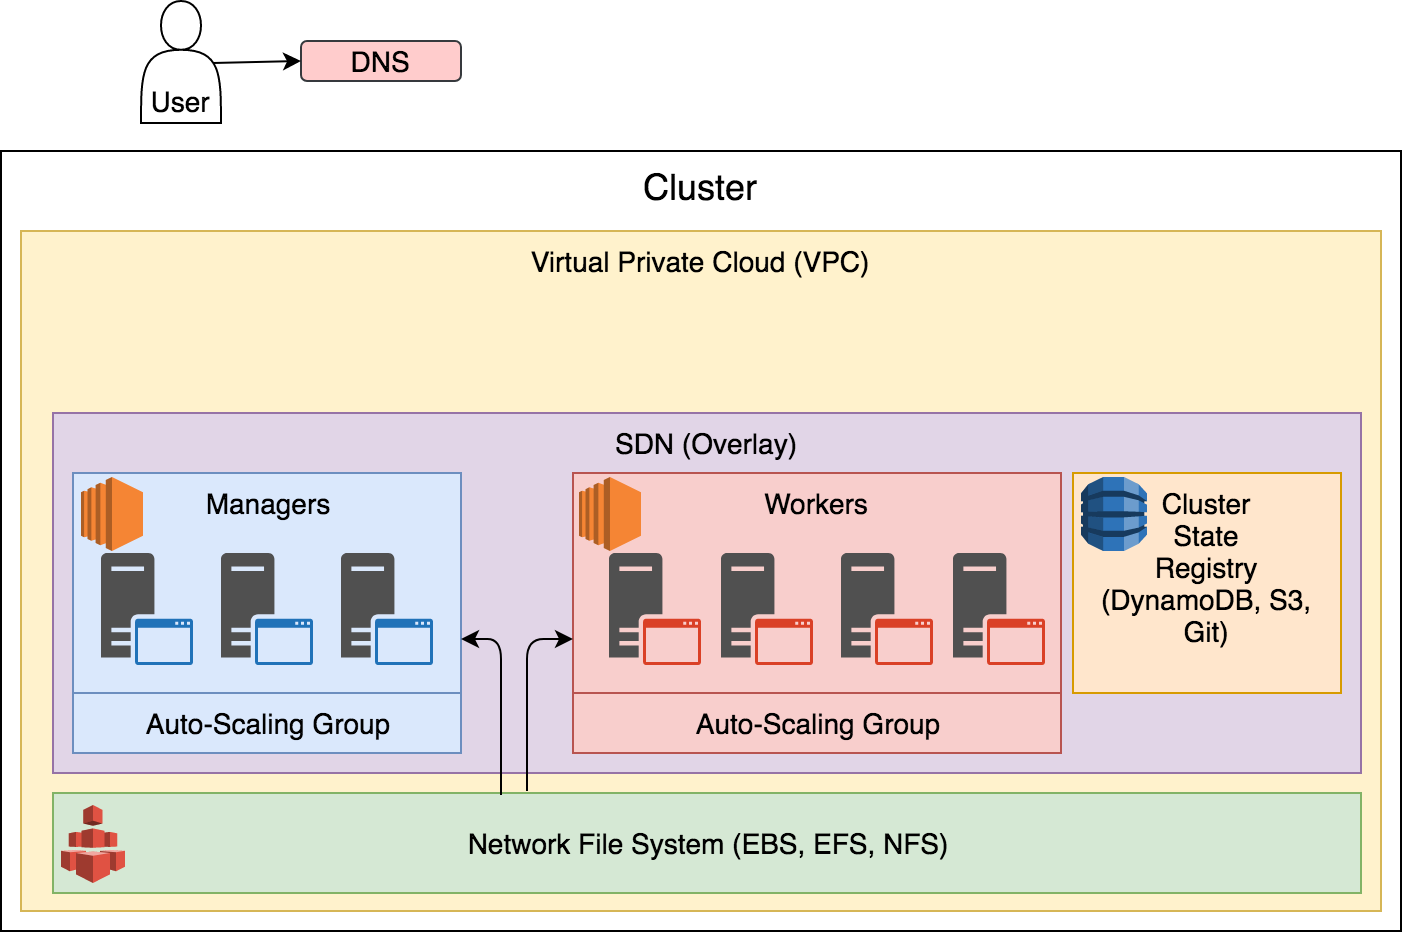 User
DNS
Cluster
Virtual Private Cloud (VPC)
SDN (Overlay)
Managers
Auto-Scaling Group
Workers
Auto-Scaling Group
Cluster
State
Registry
(DynamoDB, S3,
Git)
Network File System (EBS, EFS, NFS)